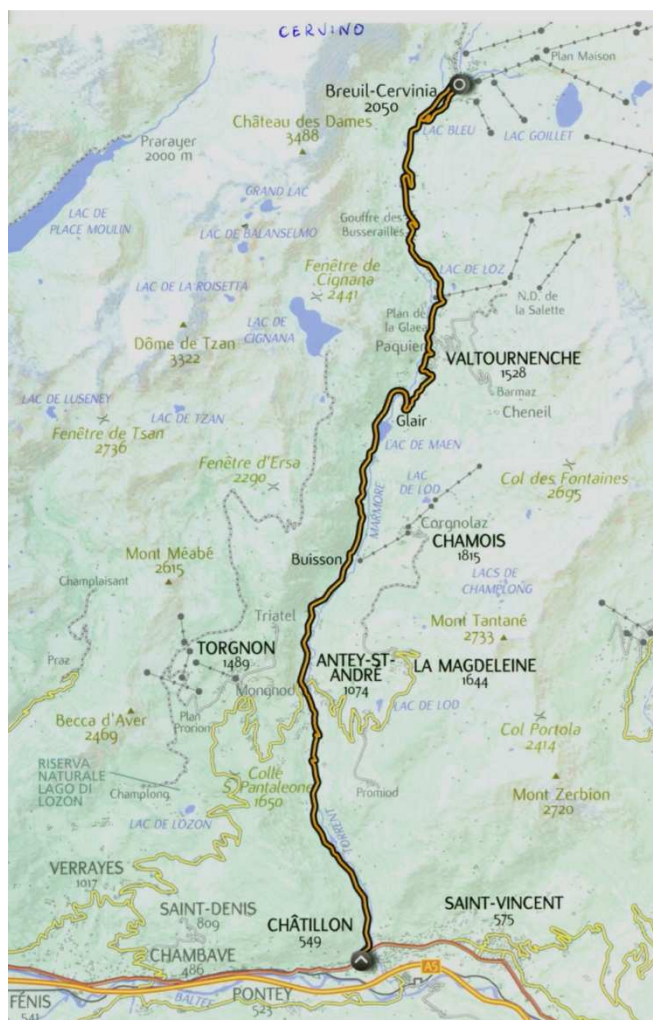 CERVINO
Plan Maison
Breuil-Cervinia
2050
LAC BLEU
LAC GOILLET
Château des Dames
3488
Prarayer
2000 m
GRAND LAC
LAC DE
PLACE MOULIN
LAC DE BALANSELMO
Gouffre des
Busserailles
Fenêtre de
Cignana
2441
LAC DE LOZ
LAC DE LA ROISETTA
N.D. de
la Salette
LAC DE
CIGNANA
Plan de
la Glaea
Dôme de Tzan
3322
Paquier
VALTOURNENCHE
1528
Barmaz
Cheneil
LAC DE LUSENEY
LAC DE TZAN
Glair
Fenêtre de Tsan
2736
LAC DE MAEN
Fenêtre d'Ersa
2290
LAC
DE LOD
Col des Fontaines
2695
MARMORE
Corgnolaz
CHAMOIS
1815
Buisson
Mont Méabé
2615
Champlaisant
LACS DE
CHAMPLONG
Triatel
Mont Tantané
2733
TORGNON
1489
ANTEY-ST-
ANDRÉ
1074
LA MAGDELEINE
1644
Praz
Monghod
LAC DE LOD
Plan
Prorion
Becca d'Aver
2469
Col Portola
2414
RISERVA
NATURALE
LAGO DI
LOZON
Colle
S. Pantaleone
1650
Champlong
Promiod
Mont Zerbion
2720
LAC DE LOZON
TORRENT
VERRAYES
1017
SAINT-DENIS
809
CHÂTILLON
549
SAINT-VINCENT
575
CHAMBAVE
486
A5
FÉNIS
541
BALTEE
PONTEY
523